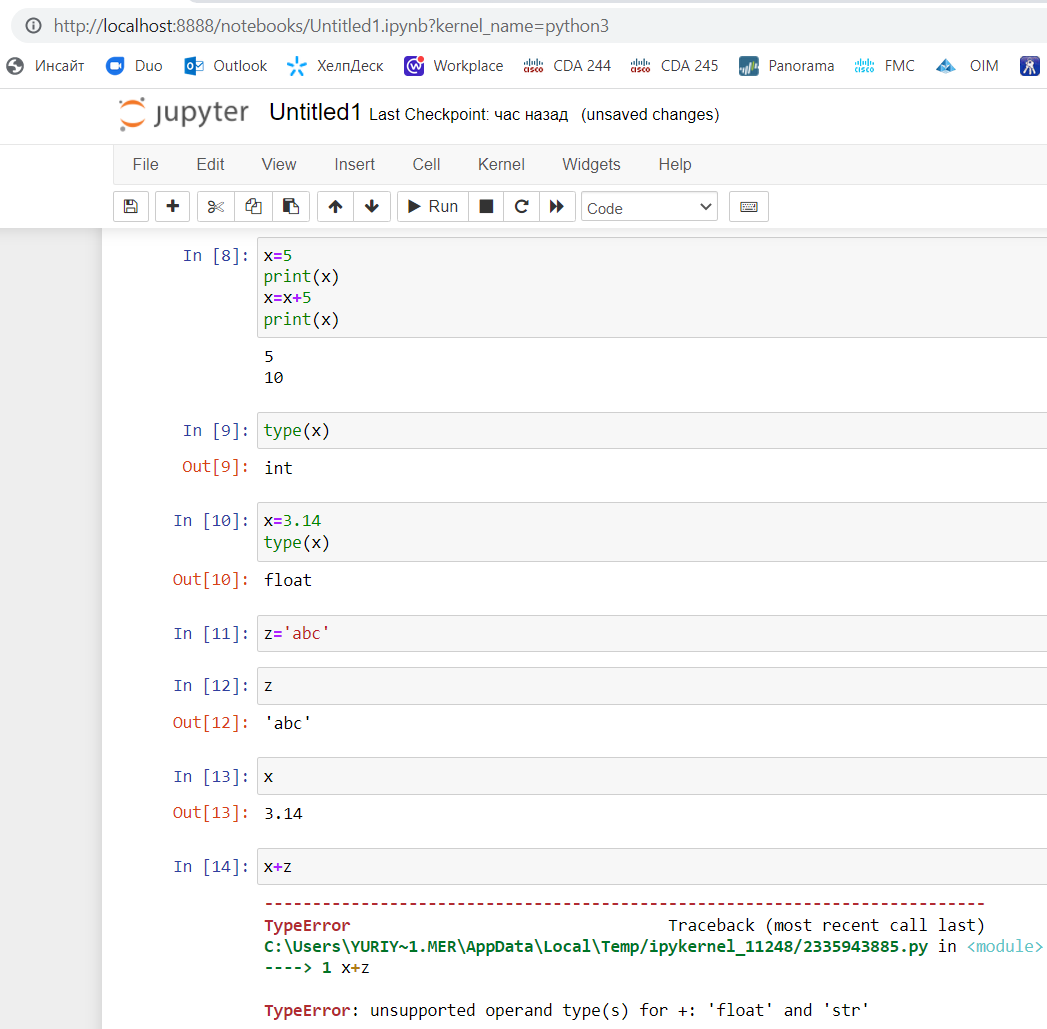 http://localhost:8888/notebooks/Untitled1.ipynb?kernel_name=python3
Инсайт Duo Outlook ХелпДеск Workplace CDA 244 CDA 245 Panorama FMC OIM
jupyter Untitled1 Last Checkpoint: час назад (unsaved changes)
File Edit View Insert Cell Kernel Widgets Help
Run Code
In [8]: x=5
print(x)
x=x+5
print(x)
5
10
In [9]: type(x)
Out[9]: int
In [10]: x=3.14
type(x)
Out[10]: float
In [11]: z='abc'
In [12]: z
Out[12]: 'abc'
In [13]: x
Out[13]: 3.14
In [14]: x+z
---------------------------------------------------------------------------
TypeError Traceback (most recent call last)
C:\Users\YURIY~1.MER\AppData\Local\Temp/ipykernel_11248/2335943885.py in <module>
----> 1 x+z
TypeError: unsupported operand type(s) for +: 'float' and 'str'